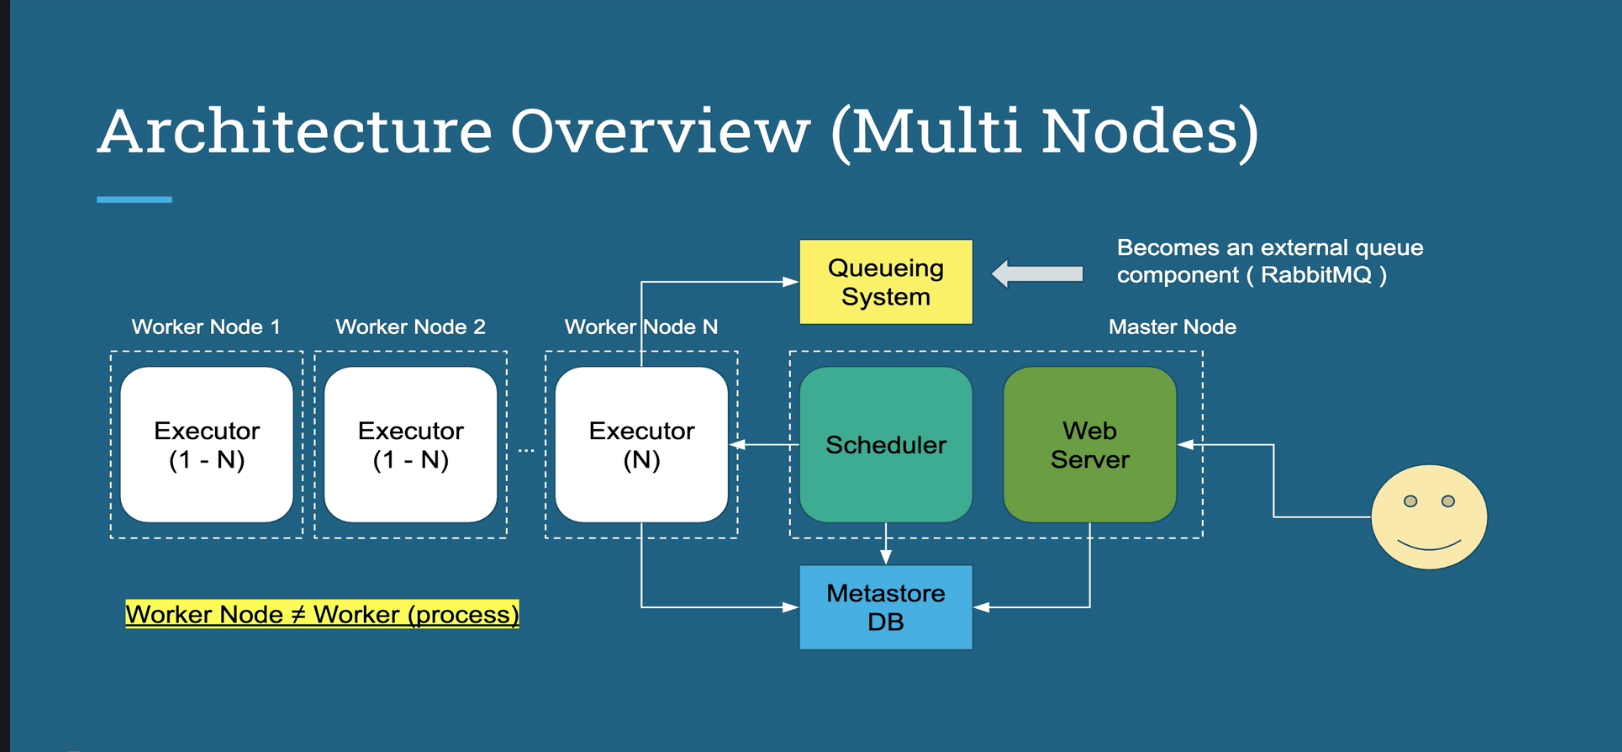 Architecture Overview (Multi Nodes)
Queueing
System
Becomes an external queue
component ( RabbitMQ )
Worker Node 1
Worker Node 2
Worker Node N
Master Node
Executor
(1 - N)
Executor
(1 - N)
...
Executor
(N)
Scheduler
Web
Server
Metastore
DB
Worker Node ≠ Worker (process)